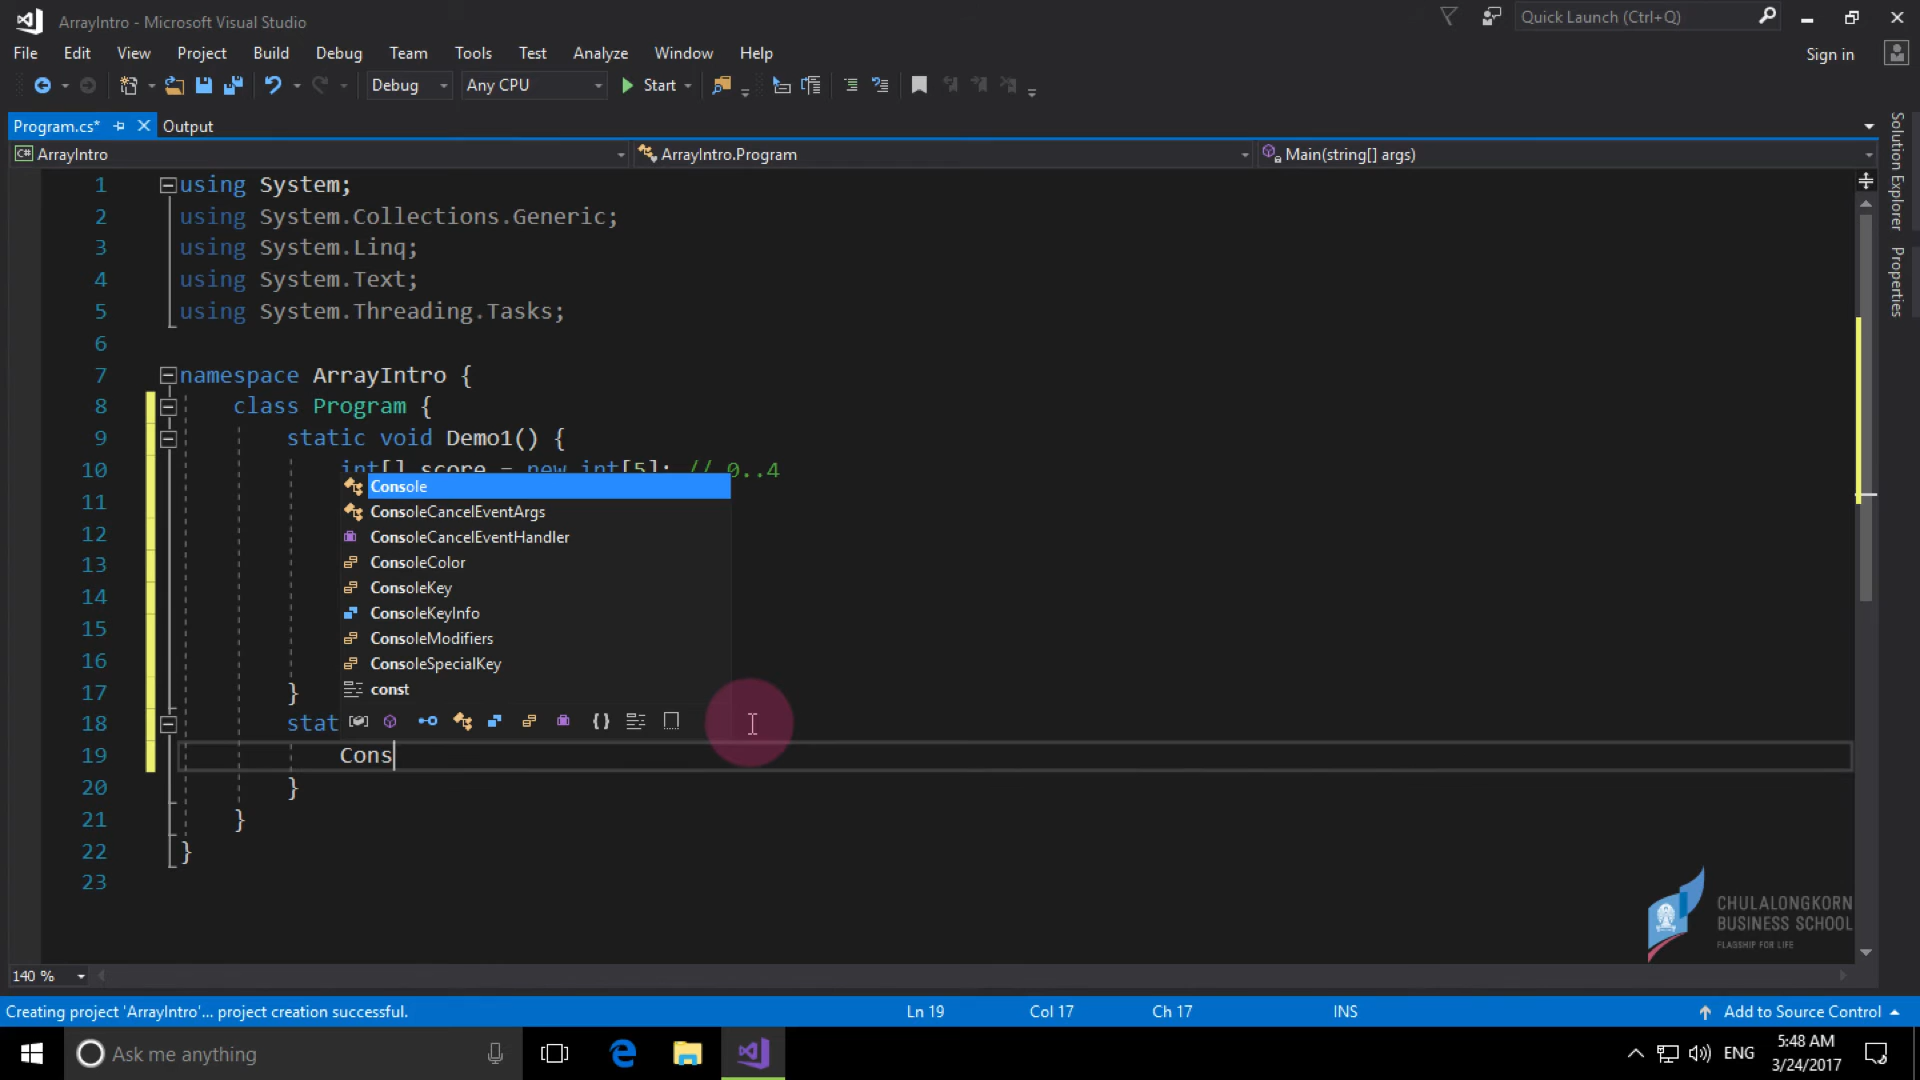 ArrayIntro - Microsoft Visual Studio
Quick Launch (Ctrl+Q)
File Edit View Project Build Debug Team Tools Test Analyze Window Help
Sign in
Debug Any CPU Start
Program.cs* Output
C# ArrayIntro ArrayIntro.Program Main(string[] args)
Solution Explorer
Properties
1 using System;
2 using System.Collections.Generic;
3 using System.Linq;
4 using System.Text;
5 using System.Threading.Tasks;
6
7 namespace ArrayIntro {
8 class Program {
9 static void Demo1() {
10 int[] score = new int[5]; // 0..4
11
12
13
14
15
16
17 }
18 stat
19 Cons
20 }
21 }
22 }
23
Console
ConsoleCancelEventArgs
ConsoleCancelEventHandler
ConsoleColor
ConsoleKey
ConsoleKeyInfo
ConsoleModifiers
ConsoleSpecialKey
const
CHULALONGKORN
BUSINESS SCHOOL
FLAGSHIP FOR LIFE
140 %
Creating project 'ArrayIntro'... project creation successful. Ln 19 Col 17 Ch 17 INS Add to Source Control
Ask me anything
ENG
5:48 AM
3/24/2017